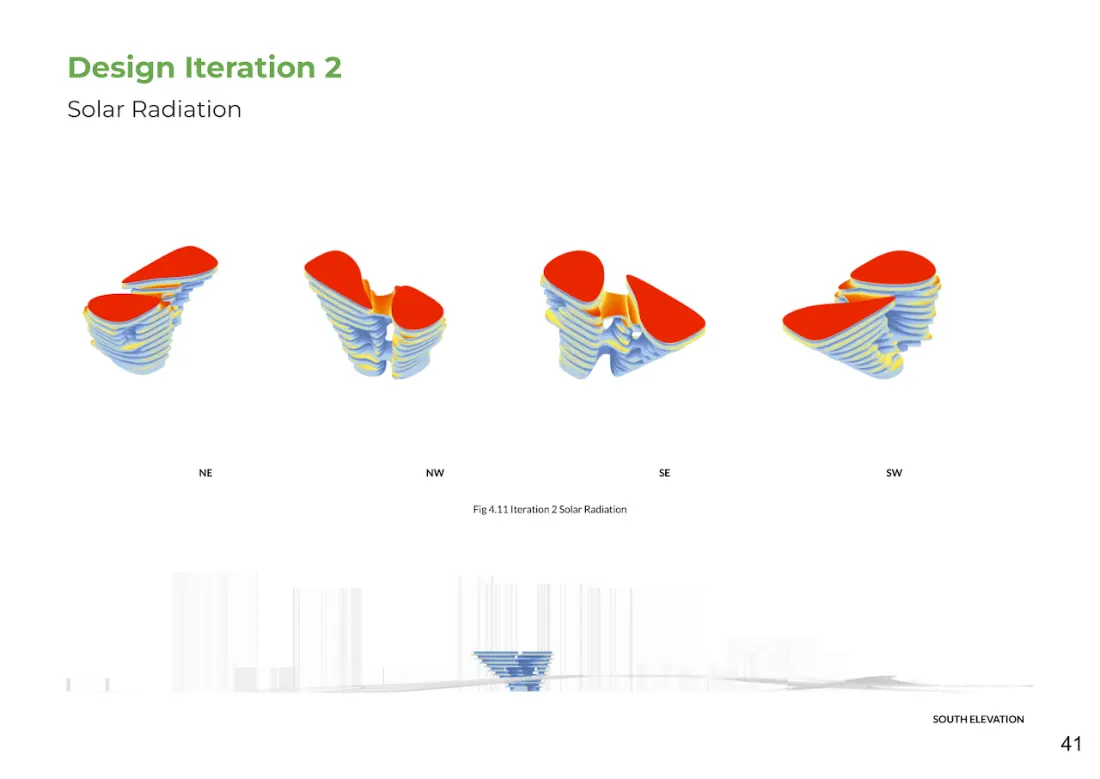 Design Iteration 2
Solar Radiation
NE
NW
SE
SW
Fig 4.11 Iteration 2 Solar Radiation
SOUTH ELEVATION
41